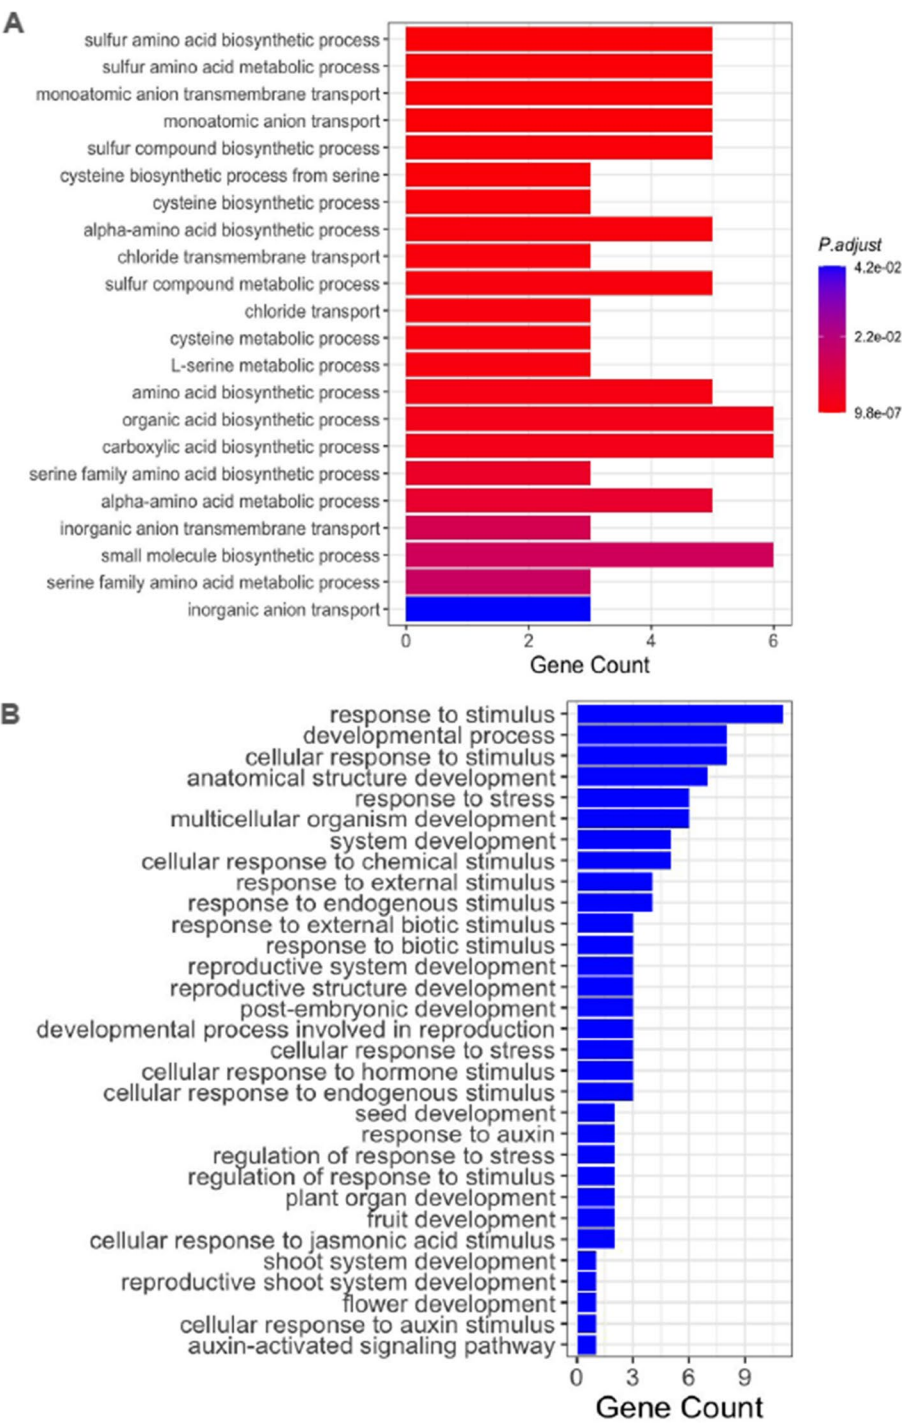 A
sulfur amino acid biosynthetic process
sulfur amino acid metabolic process
monoatomic anion transmembrane transport
monoatomic anion transport
sulfur compound biosynthetic process
cysteine biosynthetic process from serine
cysteine biosynthetic process
alpha-amino acid biosynthetic process
chloride transmembrane transport
sulfur compound metabolic process
chloride transport
cysteine metabolic process
L-serine metabolic process
amino acid biosynthetic process
organic acid biosynthetic process
carboxylic acid biosynthetic process
serine family amino acid biosynthetic process
alpha-amino acid metabolic process
inorganic anion transmembrane transport
small molecule biosynthetic process
serine family amino acid metabolic process
inorganic anion transport
0 2 4 6
Gene Count
P.adjust
4.2e-02
2.2e-02
9.8e-07
B
response to stimulus
developmental process
cellular response to stimulus
anatomical structure development
response to stress
multicellular organism development
system development
cellular response to chemical stimulus
response to external stimulus
response to endogenous stimulus
response to external biotic stimulus
response to biotic stimulus
reproductive system development
reproductive structure development
post-embryonic development
developmental process involved in reproduction
cellular response to stress
cellular response to hormone stimulus
cellular response to endogenous stimulus
seed development
response to auxin
regulation of response to stress
regulation of response to stimulus
plant organ development
fruit development
cellular response to jasmonic acid stimulus
shoot system development
reproductive shoot system development
flower development
cellular response to auxin stimulus
auxin-activated signaling pathway
0 3 6 9
Gene Count